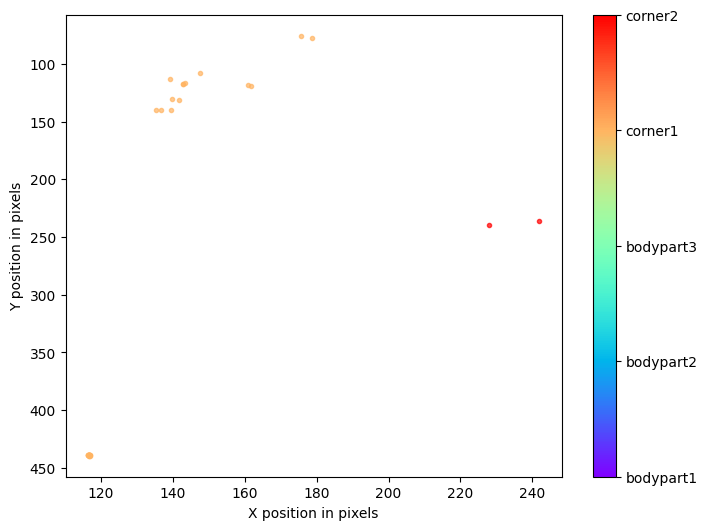 corner2
corner1
bodypart3
bodypart2
bodypart1
100
150
200
250
300
350
400
450
Y position in pixels
120 140 160 180 200 220 240
X position in pixels